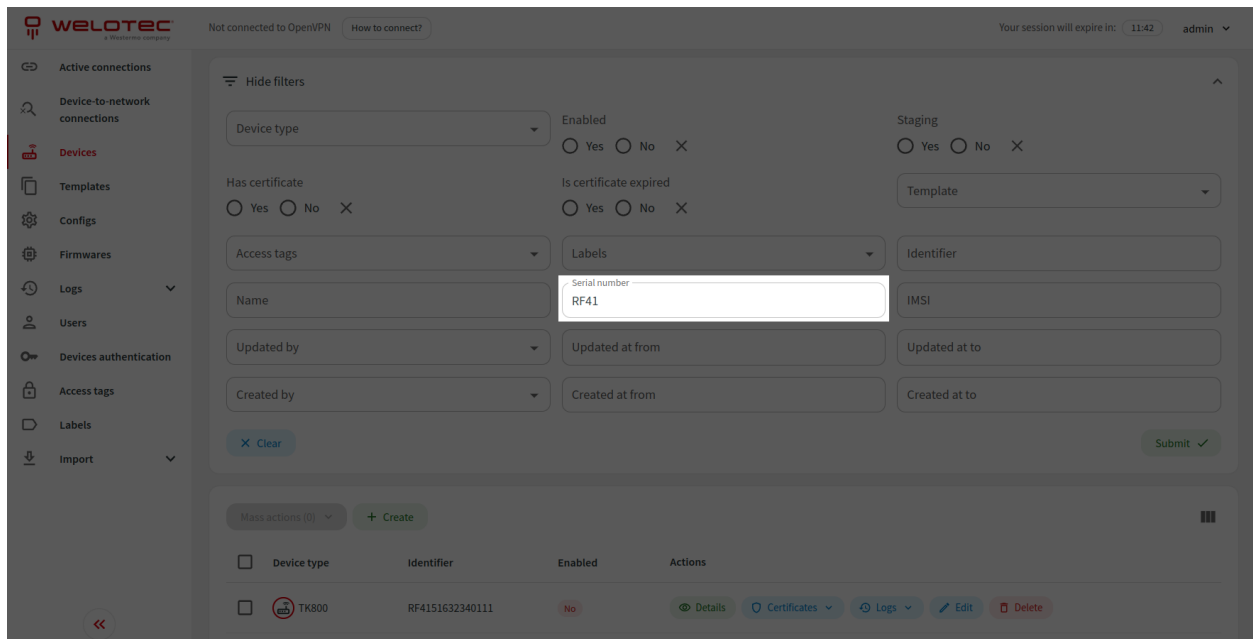 WELOTEC
a Westermo company
Not connected to OpenVPN How to connect? Your session will expire in: 11:42 admin
Active connections
Device-to-network
connections
Devices
Templates
Configs
Firmwares
Logs
Users
Devices authentication
Access tags
Labels
Import
Hide filters
Device type Enabled Yes No Staging Yes No
Has certificate Yes No Is certificate expired Yes No Template
Access tags Labels Identifier
Name Serial number RF41 IMSI
Updated by Updated at from Updated at to
Created by Created at from Created at to
Clear Submit
Mass actions (0) + Create
Device type Identifier Enabled Actions
TK800 RF4151632340111 No Details Certificates Logs Edit Delete